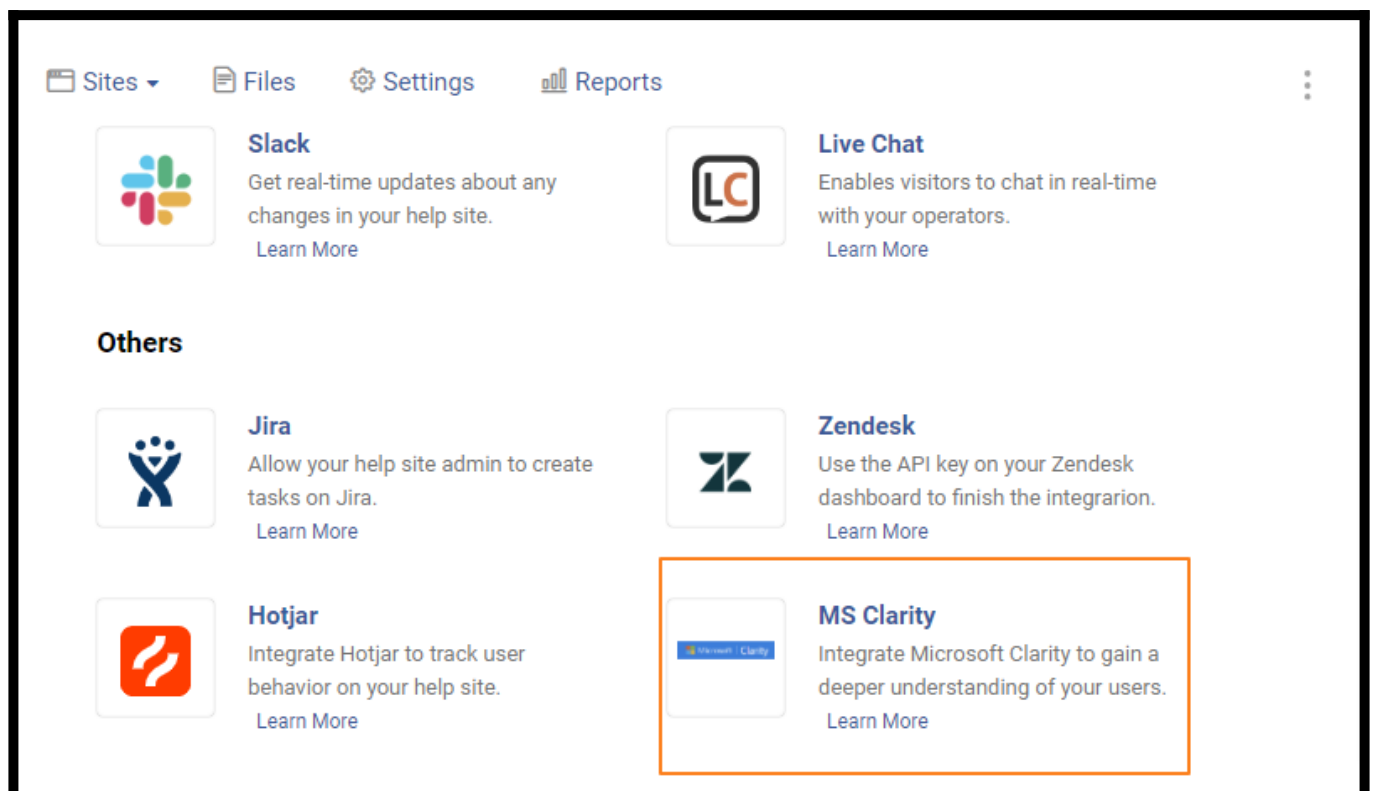 Sites
Files
Settings
Reports
Slack
Get real-time updates about any
changes in your help site.
Learn More
LC
Live Chat
Enables visitors to chat in real-time
with your operators.
Learn More
Others
Jira
Allow your help site admin to create
tasks on Jira.
Learn More
Zendesk
Use the API key on your Zendesk
dashboard to finish the integrarion.
Learn More
Hotjar
Integrate Hotjar to track user
behavior on your help site.
Learn More
Microsoft | Clarity
MS Clarity
Integrate Microsoft Clarity to gain a
deeper understanding of your users.
Learn More